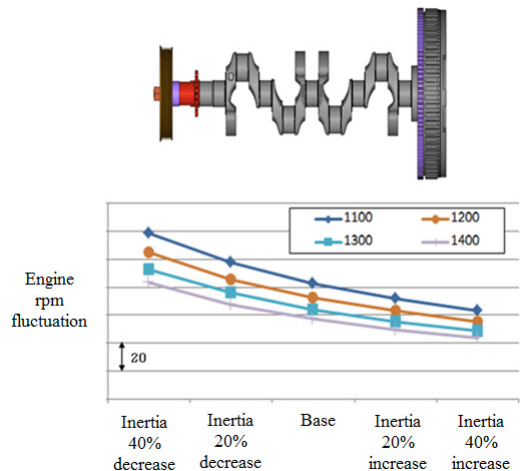 1100
1200
1300
1400
Engine
rpm
fluctuation
20
Inertia
40%
decrease
Inertia
20%
decrease
Base
Inertia
20%
increase
Inertia
40%
increase